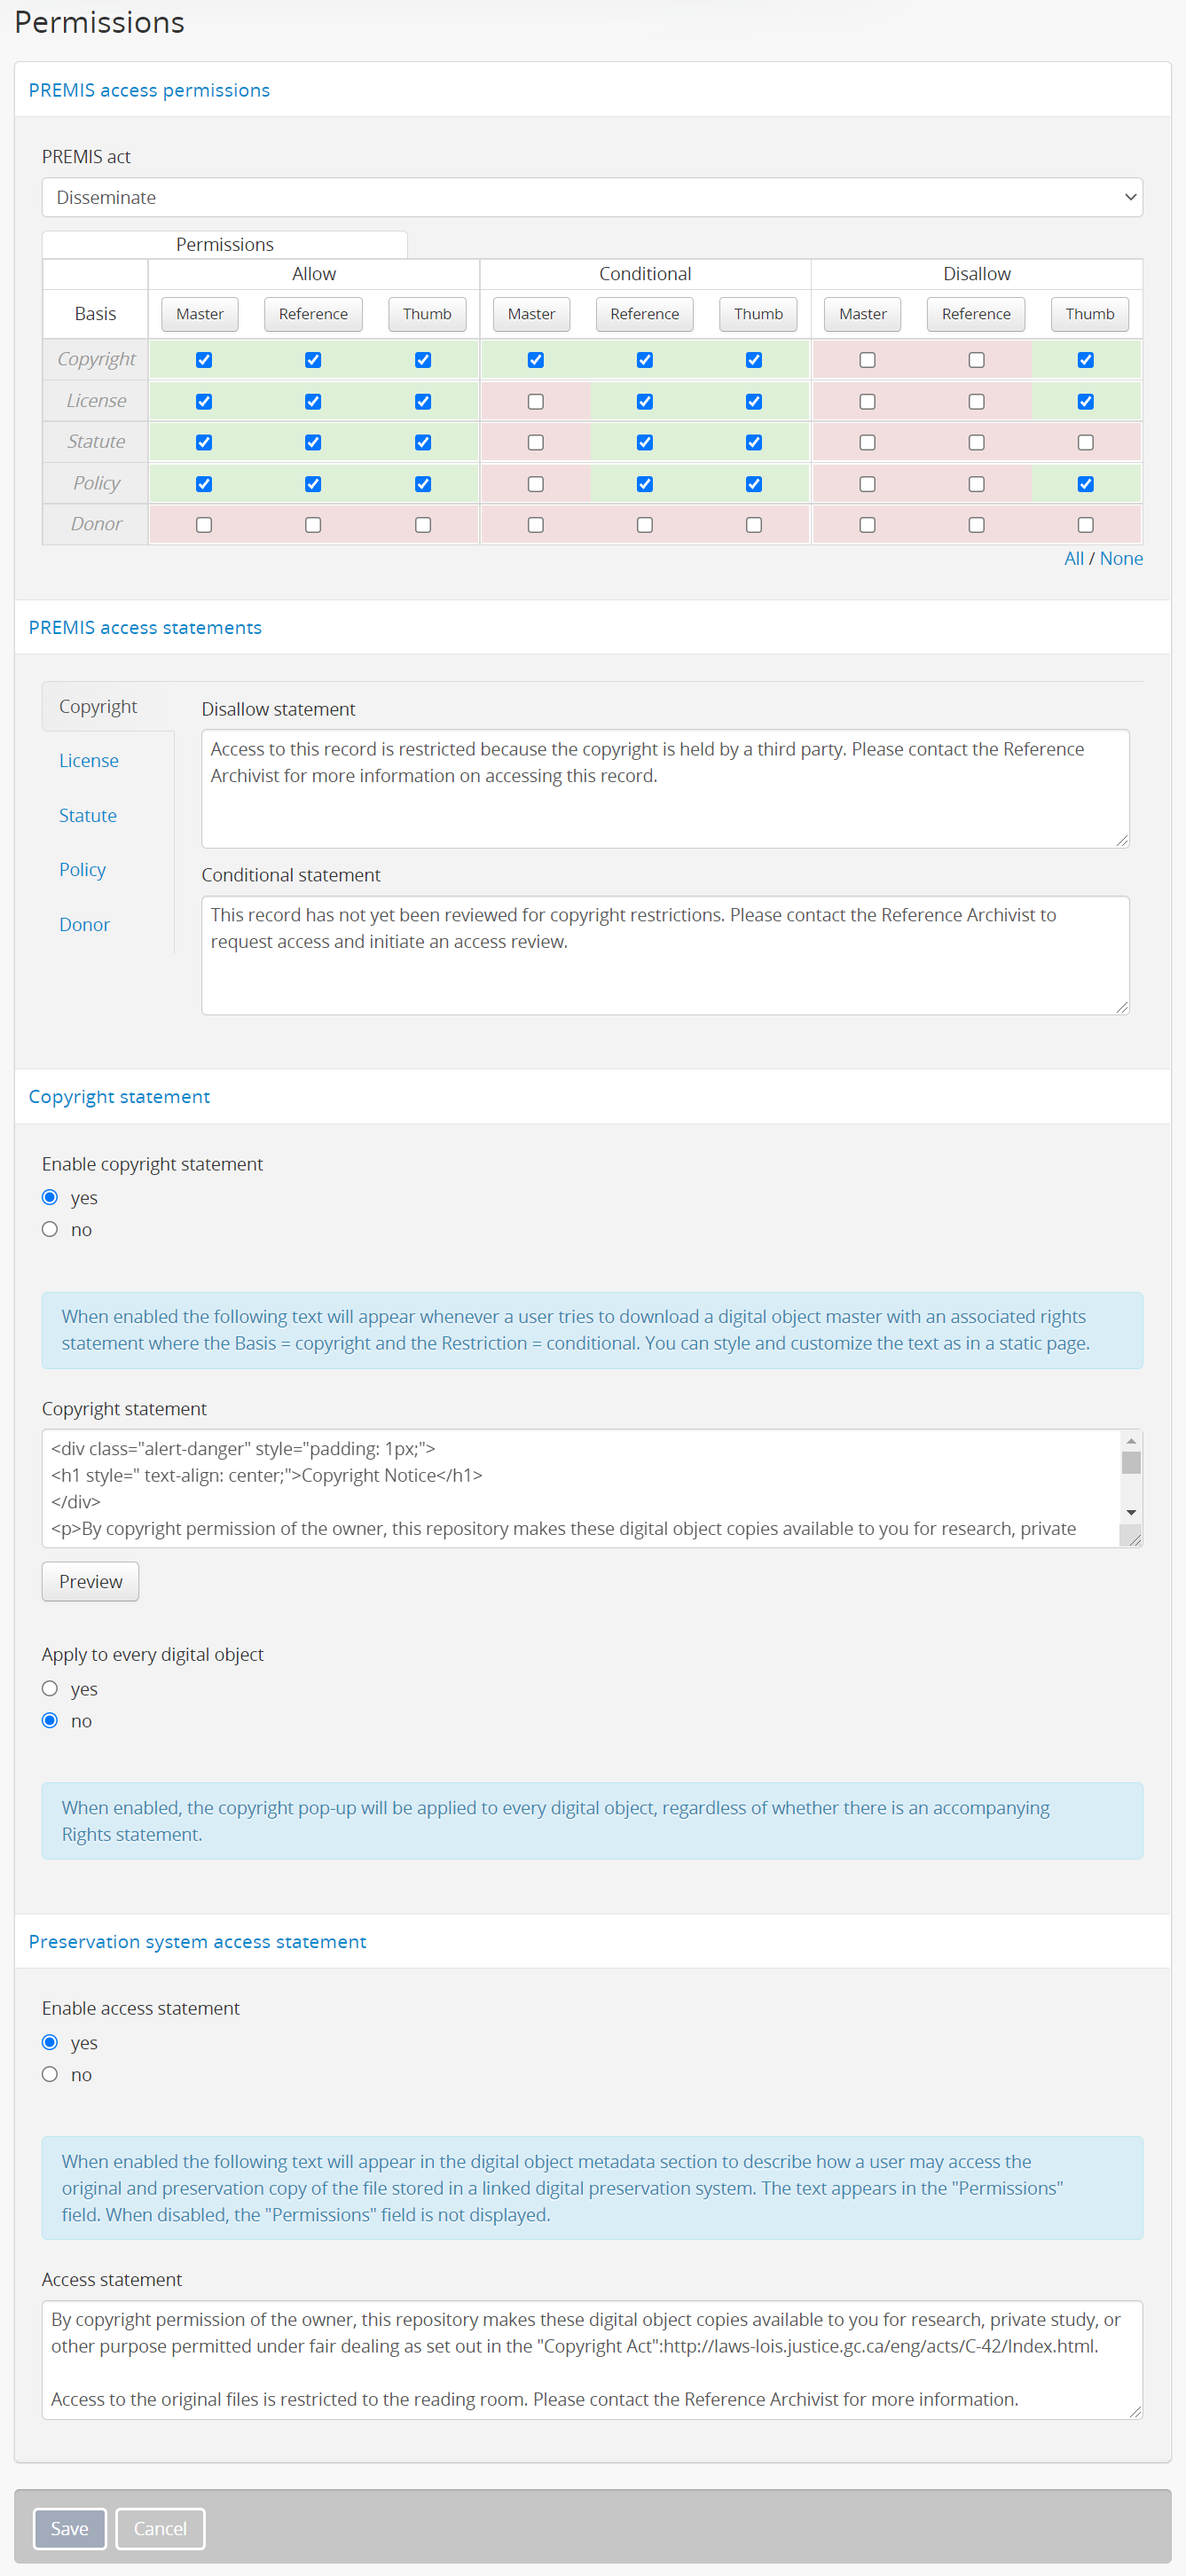 Permissions
PREMIS access permissions
PREMIS act
Disseminate
Permissions
Allow Conditional Disallow
Basis Master Reference Thumb Master Reference Thumb Master Reference Thumb
Copyright
License
Statute
Policy
Donor
All / None
PREMIS access statements
Copyright
License
Statute
Policy
Donor
Disallow statement
Access to this record is restricted because the copyright is held by a third party. Please contact the Reference
Archivist for more information on accessing this record.
Conditional statement
This record has not yet been reviewed for copyright restrictions. Please contact the Reference Archivist to
request access and initiate an access review.
Copyright statement
Enable copyright statement
yes
no
When enabled the following text will appear whenever a user tries to download a digital object master with an associated rights
statement where the Basis = copyright and the Restriction = conditional. You can style and customize the text as in a static page.
Copyright statement
<div class="alert-danger" style="padding: 1px;">
<h1 style=" text-align: center;">Copyright Notice</h1>
</div>
<p>By copyright permission of the owner, this repository makes these digital object copies available to you for research, private
Preview
Apply to every digital object
yes
no
When enabled, the copyright pop-up will be applied to every digital object, regardless of whether there is an accompanying
Rights statement.
Preservation system access statement
Enable access statement
yes
no
When enabled the following text will appear in the digital object metadata section to describe how a user may access the
original and preservation copy of the file stored in a linked digital preservation system. The text appears in the "Permissions"
field. When disabled, the "Permissions" field is not displayed.
Access statement
By copyright permission of the owner, this repository makes these digital object copies available to you for research, private study, or
other purpose permitted under fair dealing as set out in the "Copyright Act":http://laws-lois.justice.gc.ca/eng/acts/C-42/Index.html.
Access to the original files is restricted to the reading room. Please contact the Reference Archivist for more information.
Save Cancel